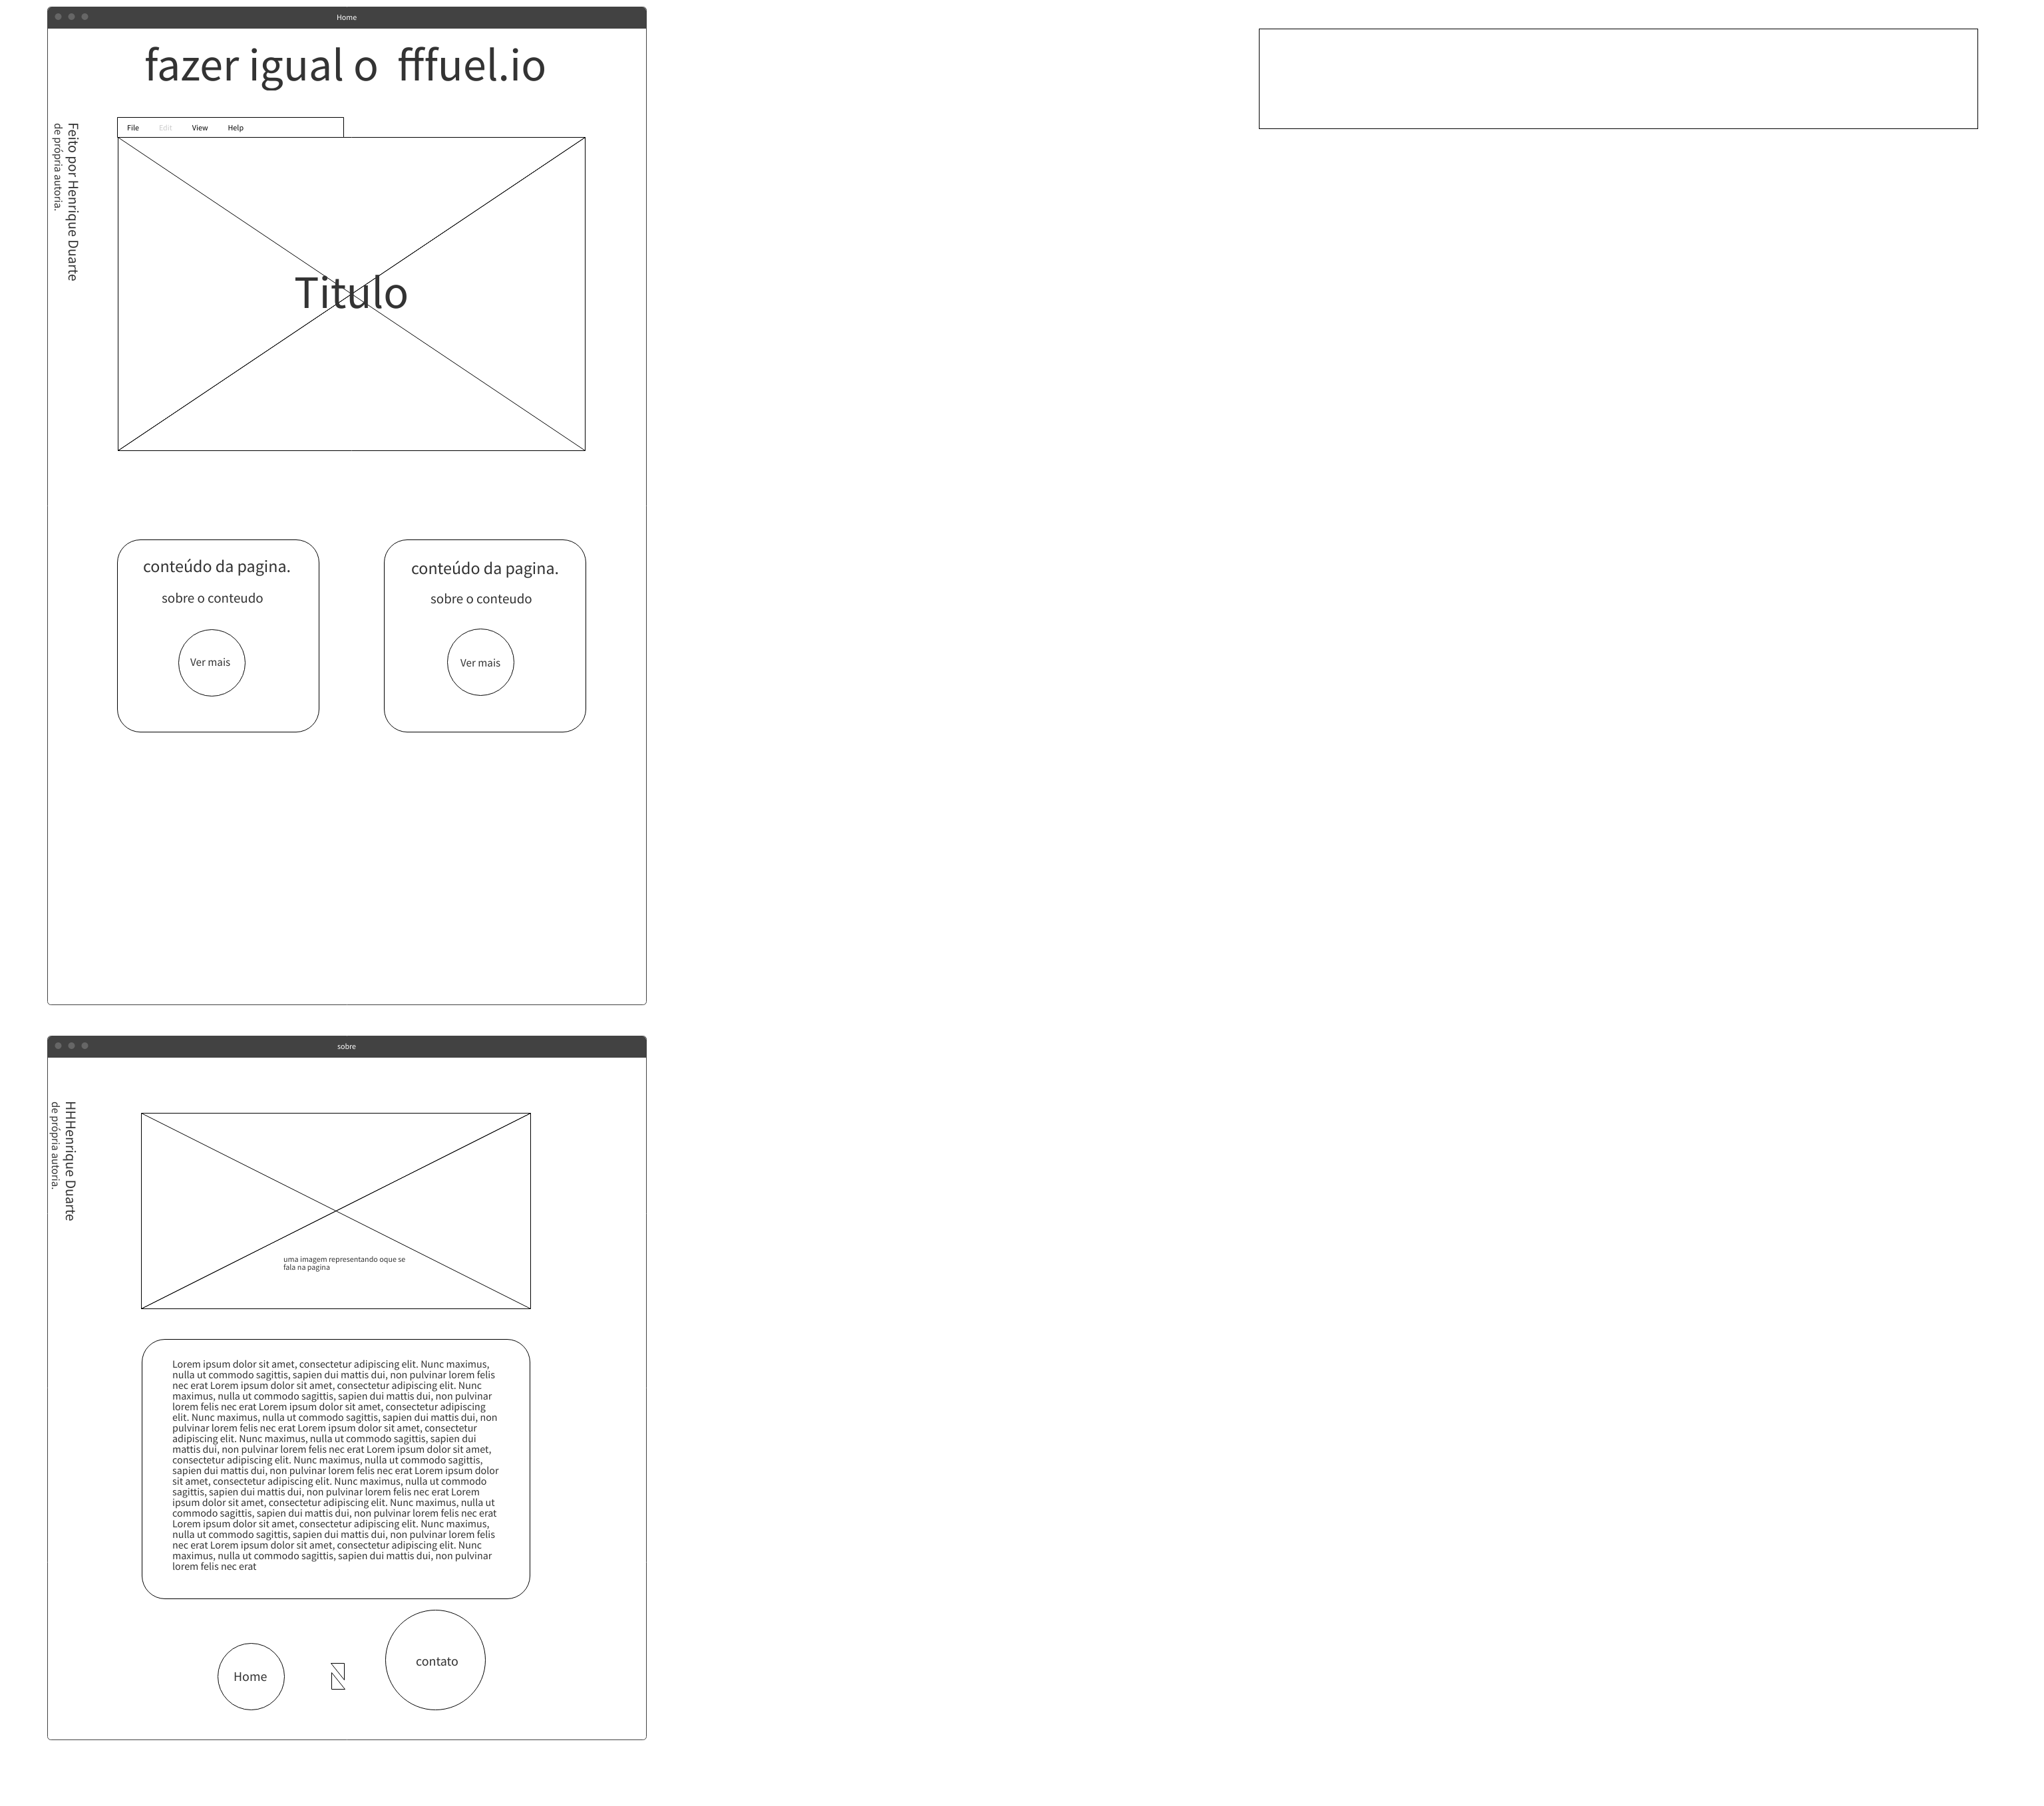 Home
fazer igual o  fffuel.io
File Edit View Help
Feito por Henrique Duarte
de própria autoria.
Titulo
conteúdo da pagina.
sobre o conteudo
Ver mais
conteúdo da pagina.
sobre o conteudo
Ver mais
sobre
HHHenrique Duarte
de própria autoria.
uma imagem representando oque se
fala na pagina
Lorem ipsum dolor sit amet, consectetur adipiscing elit. Nunc maximus,
nulla ut commodo sagittis, sapien dui mattis dui, non pulvinar lorem felis
nec erat Lorem ipsum dolor sit amet, consectetur adipiscing elit. Nunc
maximus, nulla ut commodo sagittis, sapien dui mattis dui, non pulvinar
lorem felis nec erat Lorem ipsum dolor sit amet, consectetur adipiscing
elit. Nunc maximus, nulla ut commodo sagittis, sapien dui mattis dui, non
pulvinar lorem felis nec erat Lorem ipsum dolor sit amet, consectetur
adipiscing elit. Nunc maximus, nulla ut commodo sagittis, sapien dui
mattis dui, non pulvinar lorem felis nec erat Lorem ipsum dolor sit amet,
consectetur adipiscing elit. Nunc maximus, nulla ut commodo sagittis,
sapien dui mattis dui, non pulvinar lorem felis nec erat Lorem ipsum dolor
sit amet, consectetur adipiscing elit. Nunc maximus, nulla ut commodo
sagittis, sapien dui mattis dui, non pulvinar lorem felis nec erat Lorem
ipsum dolor sit amet, consectetur adipiscing elit. Nunc maximus, nulla ut
commodo sagittis, sapien dui mattis dui, non pulvinar lorem felis nec erat
Lorem ipsum dolor sit amet, consectetur adipiscing elit. Nunc maximus,
nulla ut commodo sagittis, sapien dui mattis dui, non pulvinar lorem felis
nec erat Lorem ipsum dolor sit amet, consectetur adipiscing elit. Nunc
maximus, nulla ut commodo sagittis, sapien dui mattis dui, non pulvinar
lorem felis nec erat
Home
contato